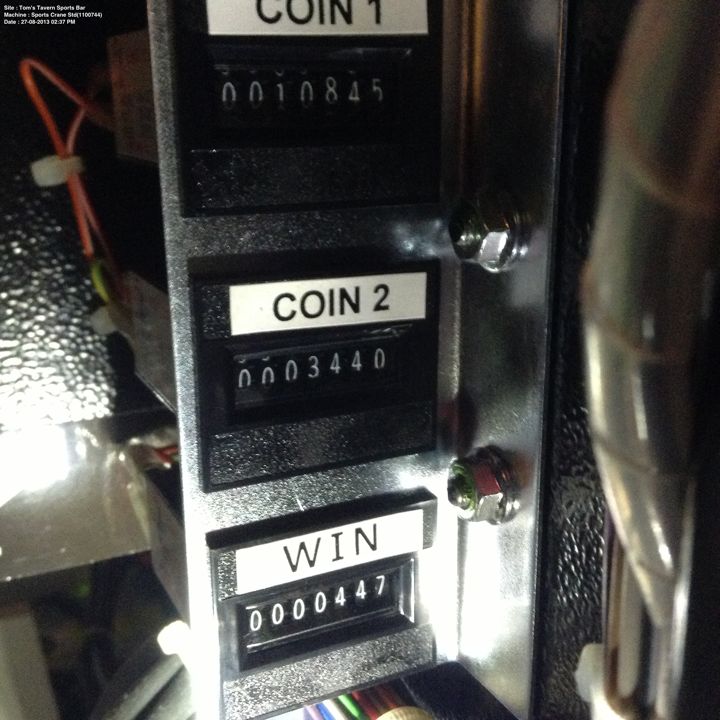 Site : Tom's Tavern Sports Bar
Machine : Sports Crane Std(1100744)
Date : 27-08-2013 02:37 PM
COIN 1
0010845
COIN 2
0003440
WIN
0000447